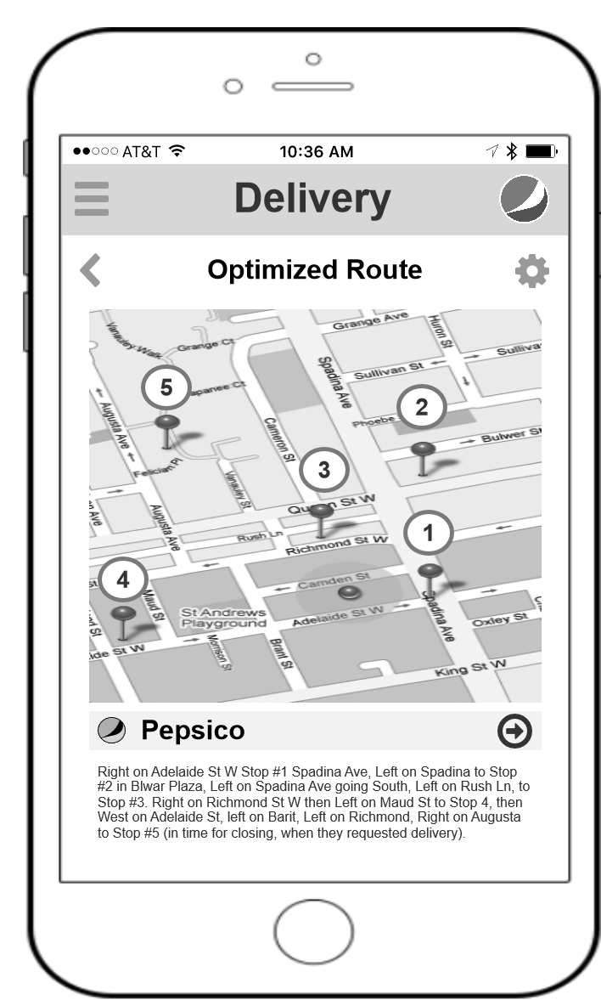 AT&T 10:36 AM
Delivery
Optimized Route
Grange Ave
Huron St
Vanauley Walk
Grange Ct
Spadina Ave
Sullivan St
Sulliva
5
apanee Ct
2
Augusta Ave
Phoebe
Cameron St
Bulwer St
3
Felician Pl
Vanauley St
St W
Augusta Ave
Rush Ln
1
Richmond St W
4
Camden St
Maud St
St Andrews
Playground
Adelaide St W
Spadina Ave
Oxley St
ide St W
Morrison St
Brant St
King St W
Pepsico
Right on Adelaide St W Stop #1 Spadina Ave, Left on Spadina to Stop
#2 in Blwar Plaza, Left on Spadina Ave going South, Left on Rush Ln, to
Stop #3. Right on Richmond St W then Left on Maud St to Stop 4, then
West on Adelaide St, left on Barit, Left on Richmond, Right on Augusta
to Stop #5 (in time for closing, when they requested delivery).